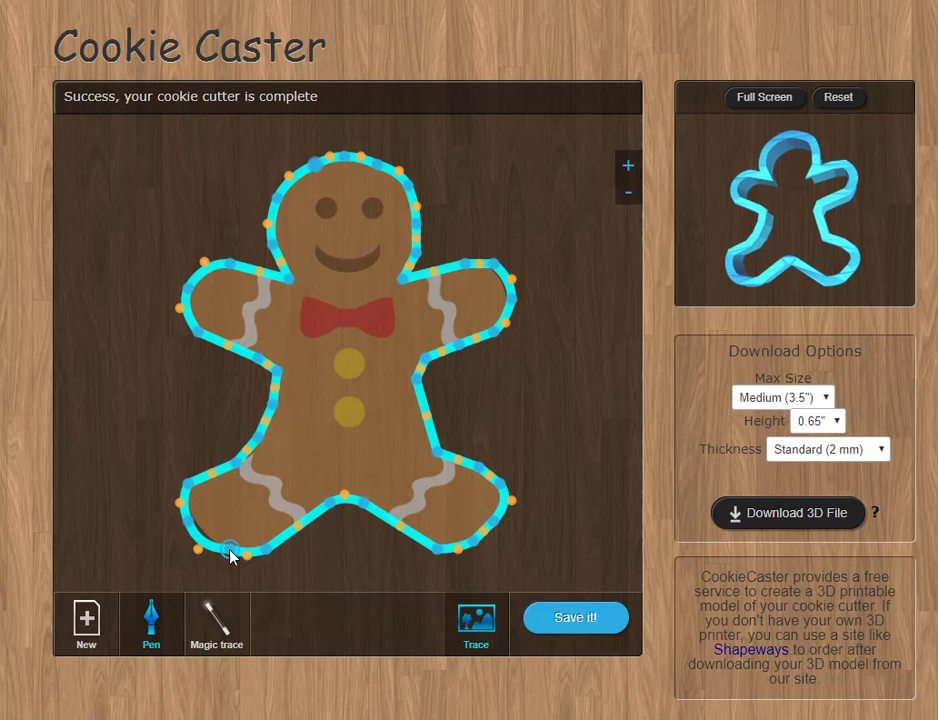 Cookie Caster
Success, your cookie cutter is complete
Full Screen
Reset
+
-
Download Options
Max Size
Medium (3.5")
Height 0.65"
Thickness Standard (2 mm)
Download 3D File ?
New
Pen
Magic trace
Trace
Save it!
CookieCaster provides a free
service to create a 3D printable
model of your cookie cutter. If
you don't have your own 3D
printer, you can use a site like
Shapeways to order after
downloading your 3D model from
our site.